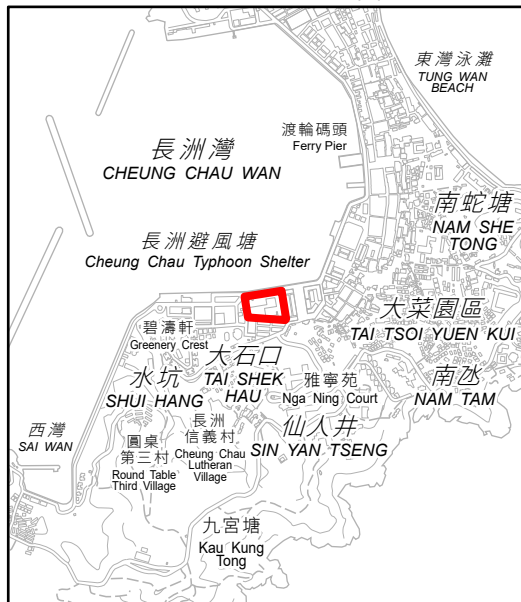 東灣泳灘
TUNG WAN
BEACH
渡輪碼頭
Ferry Pier
長洲灣
CHEUNG CHAU WAN
南蛇塘
NAM SHE
TONG
長洲避風塘
Cheung Chau Typhoon Shelter
大菜園區
TAI TSOI YUEN KUI
碧濤軒
Greenery Crest
大石口
TAI SHEK
HAU
水坑
SHUI HANG
雅寧苑
Nga Ning Court
南氹
NAM TAM
長洲
信義村
Cheung Chau
Lutheran
Village
仙人井
SIN YAN TSENG
西灣
SAI WAN
圓桌
第三村
Round Table
Third Village
九宮塘
Kau Kung
Tong